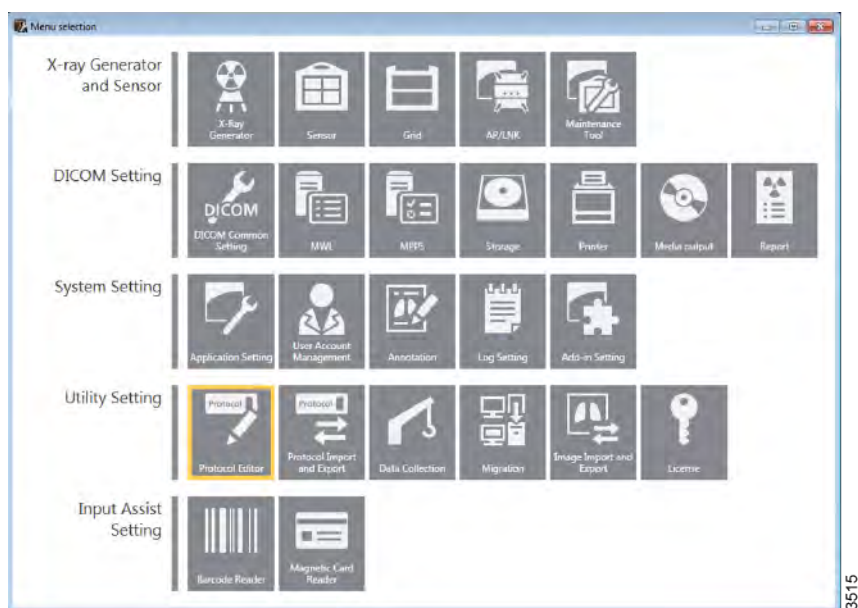 Menu selection
X-ray Generator
and Sensor
X-Ray
Generator
Sensor
Grid
AP/LNK
Maintenance
Tool
DICOM Setting
DICOM
DICOM Common
Setting
MWL
MPPS
Storage
Printer
Media output
Report
System Setting
Application Setting
User Account
Management
Annotation
Log Setting
Add-in Setting
Utility Setting
Protocol
Protocol Editor
Protocol
Protocol Import
and Export
Data Collection
Migration
Image Import and
Export
License
Input Assist
Setting
Barcode Reader
Magnetic Card
Reader
3515